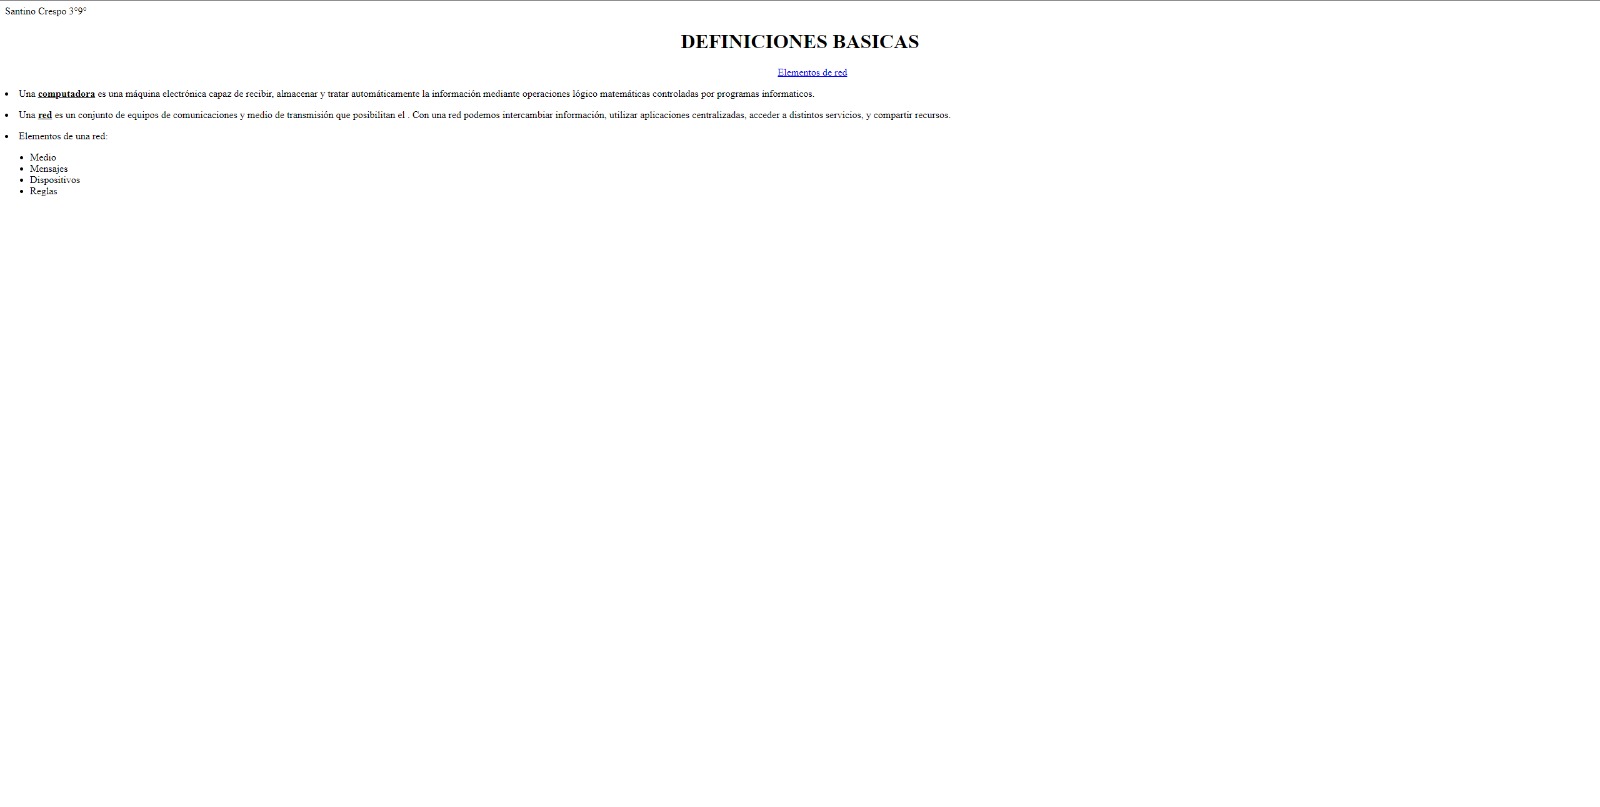 Santino Crespo 3°9°
DEFINICIONES BASICAS
Elementos de red
• Una computadora es una máquina electrónica capaz de recibir, almacenar y tratar automáticamente la información mediante operaciones lógico matemáticas controladas por programas informaticos.
• Una red es un conjunto de equipos de comunicaciones y medio de transmisión que posibilitan el . Con una red podemos intercambiar información, utilizar aplicaciones centralizadas, acceder a distintos servicios, y compartir recursos.
• Elementos de una red:
• Medio
• Mensajes
• Dispositivos
• Reglas